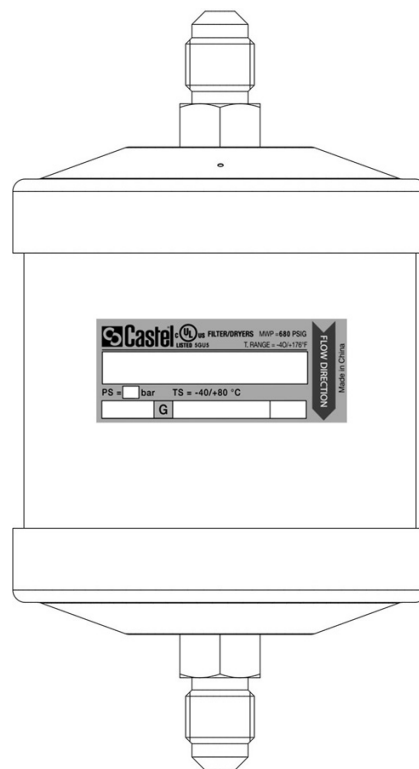 Castel c UL us FILTER/DRYERS MWP =680 PSIG
LISTED SGUS T. RANGE = -40/+176°F
PS = bar TS = -40/+80 °C
G
FLOW DIRECTION
Made in China